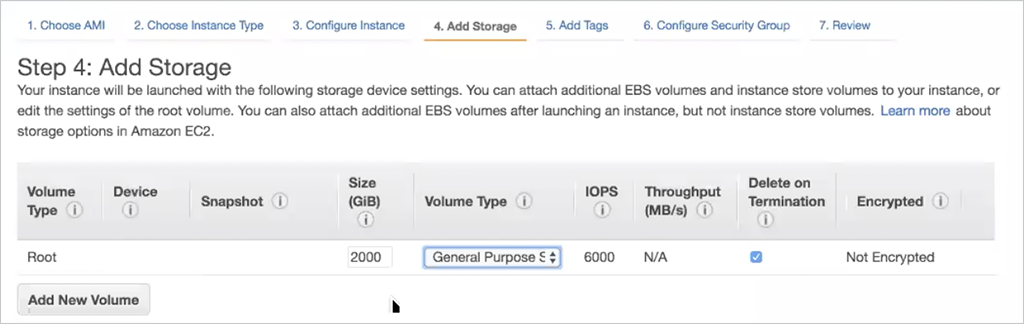 1. Choose AMI 2. Choose Instance Type 3. Configure Instance 4. Add Storage 5. Add Tags 6. Configure Security Group 7. Review
Step 4: Add Storage
Your instance will be launched with the following storage device settings. You can attach additional EBS volumes and instance store volumes to your instance, or
edit the settings of the root volume. You can also attach additional EBS volumes after launching an instance, but not instance store volumes. Learn more about
storage options in Amazon EC2.
Volume Type i Device i Snapshot i Size (GiB) i Volume Type i IOPS i Throughput (MB/s) i Delete on Termination i Encrypted i
Root 2000 General Purpose S 6000 N/A Not Encrypted
Add New Volume